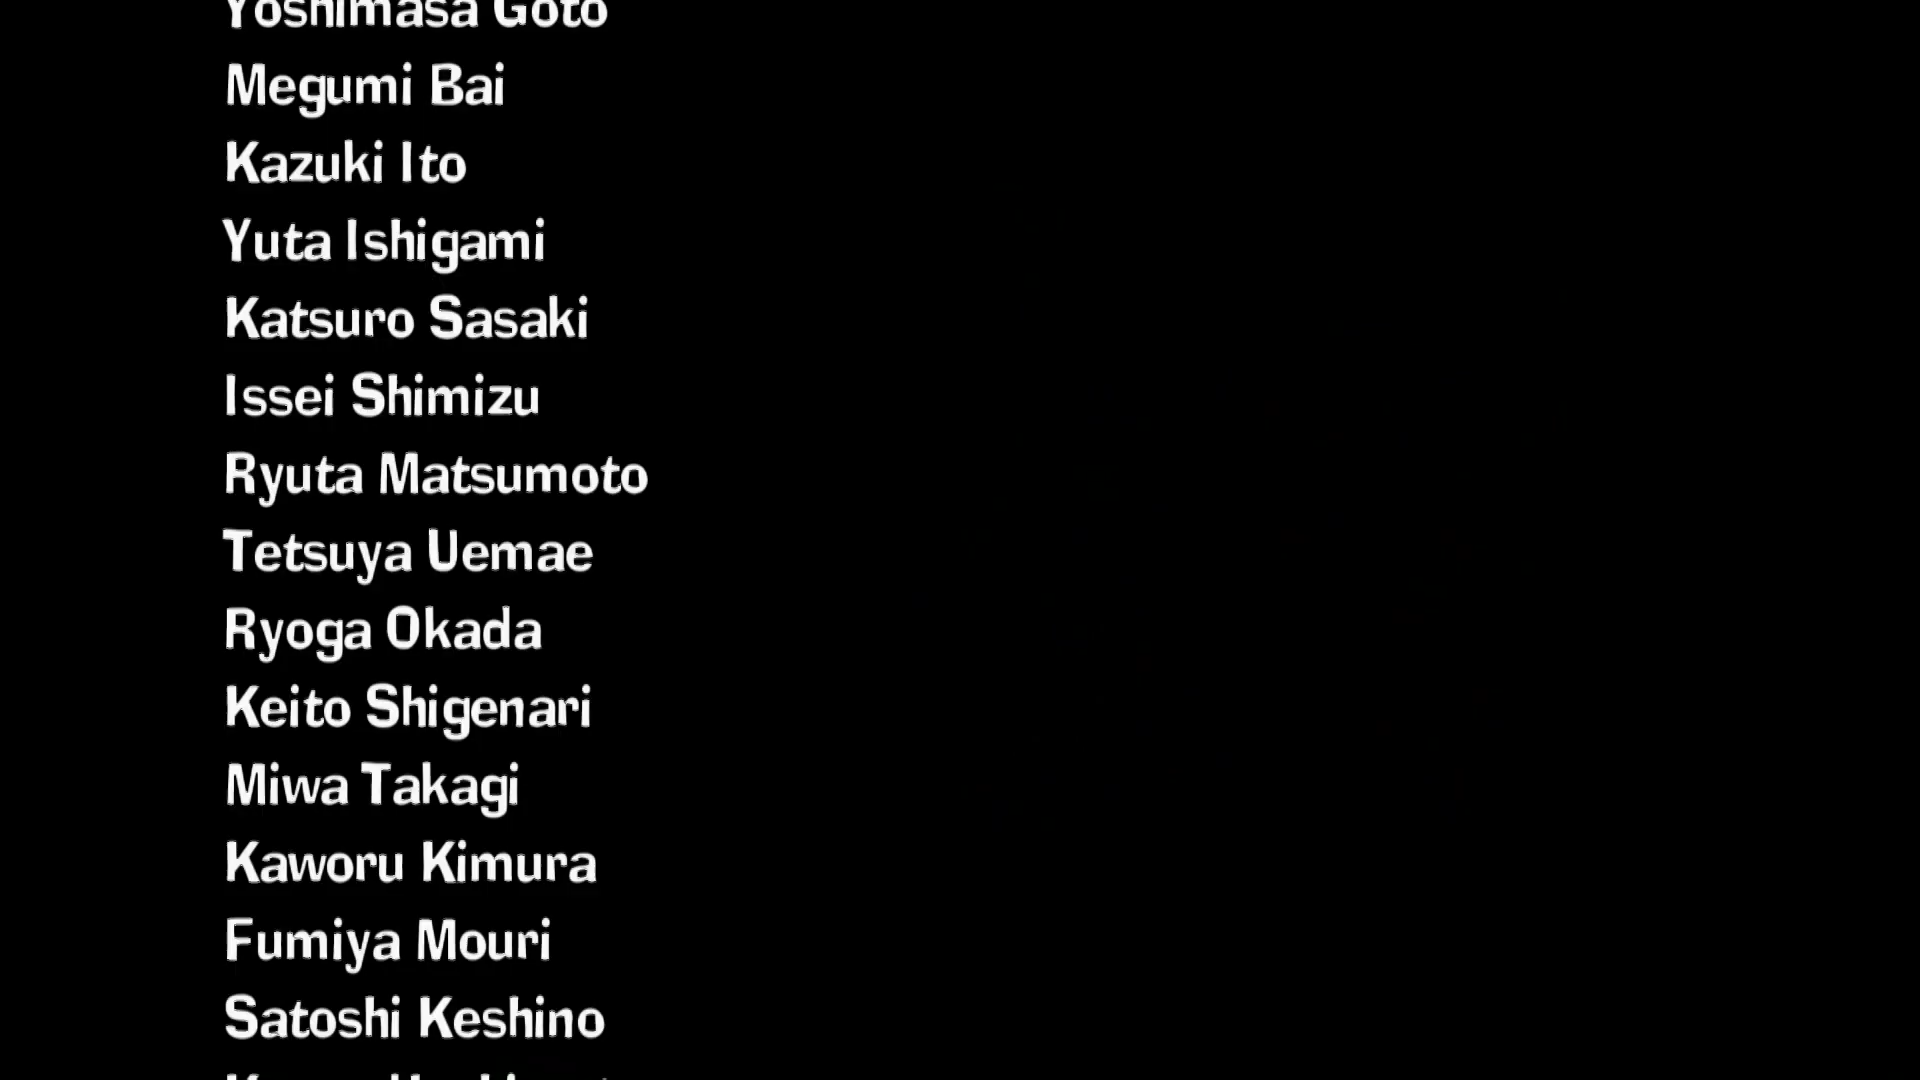 Yoshimasa Goto
Megumi Bai
Kazuki Ito
Yuta Ishigami
Katsuro Sasaki
Issei Shimizu
Ryuta Matsumoto
Tetsuya Uemae
Ryoga Okada
Keito Shigenari
Miwa Takagi
Kaworu Kimura
Fumiya Mouri
Satoshi Keshino